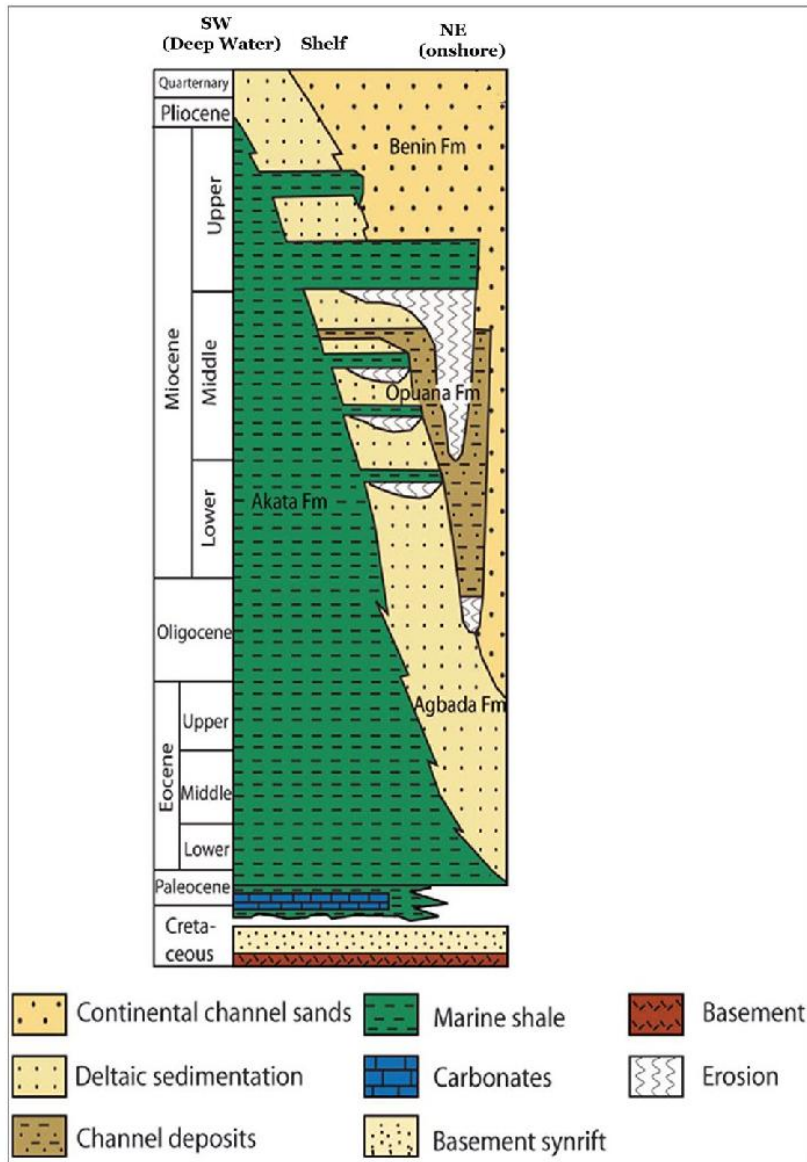 SW
(Deep Water)
Shelf
NE
(onshore)
Quarternary
Pliocene
Benin Fm
Upper
Miocene
Middle
Opuana Fm
Akata Fm
Lower
Oligocene
Agbada Fm
Upper
Eocene
Middle
Lower
Paleocene
Creta-
ceous
Continental channel sands
Marine shale
Basement
Deltaic sedimentation
Carbonates
Erosion
Channel deposits
Basement synrift